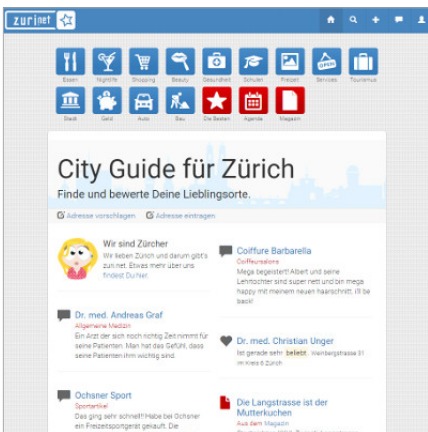 zurinet
Essen Nightlife Shopping Beauty Gesundheit Schulen Freizeit Services Tourismus
Stadt Geld Auto Bau Die Besten Agenda Magazin
City Guide für Zürich
Finde und bewerte Deine Lieblingsorte.
Adresse vorschlagen Adresse eintragen
Wir sind Zürcher
Wir lieben Zürich und darum gibt's
zuri.net. Etwas mehr über uns
findest Du hier.
Coiffure Barbarella
Coiffeursalons
Mega begeistert! Albert und seine
Lehrtöchter sind super nett und bin mega
happy mit meinem neuen haarschnitt. i'll be
back!
Dr. med. Andreas Graf
Allgemeine Medizin
Ein Arzt der sich noch richtig Zeit nimmt für
seine Patienten. Man hat das Gefühl, dass
seine Patienten ihm wichtig sind.
Dr. med. Christian Unger
Ist gerade sehr beliebt. Weinbergstrasse 31
im Kreis 6 Zürich
Ochsner Sport
Sportartikel
Das ging sehr schnell!! Habe bei Ochsner
ein Freizeitsportgerät gekauft. Die
Die Langstrasse ist der
Mutterkuchen
Aus dem Magazin